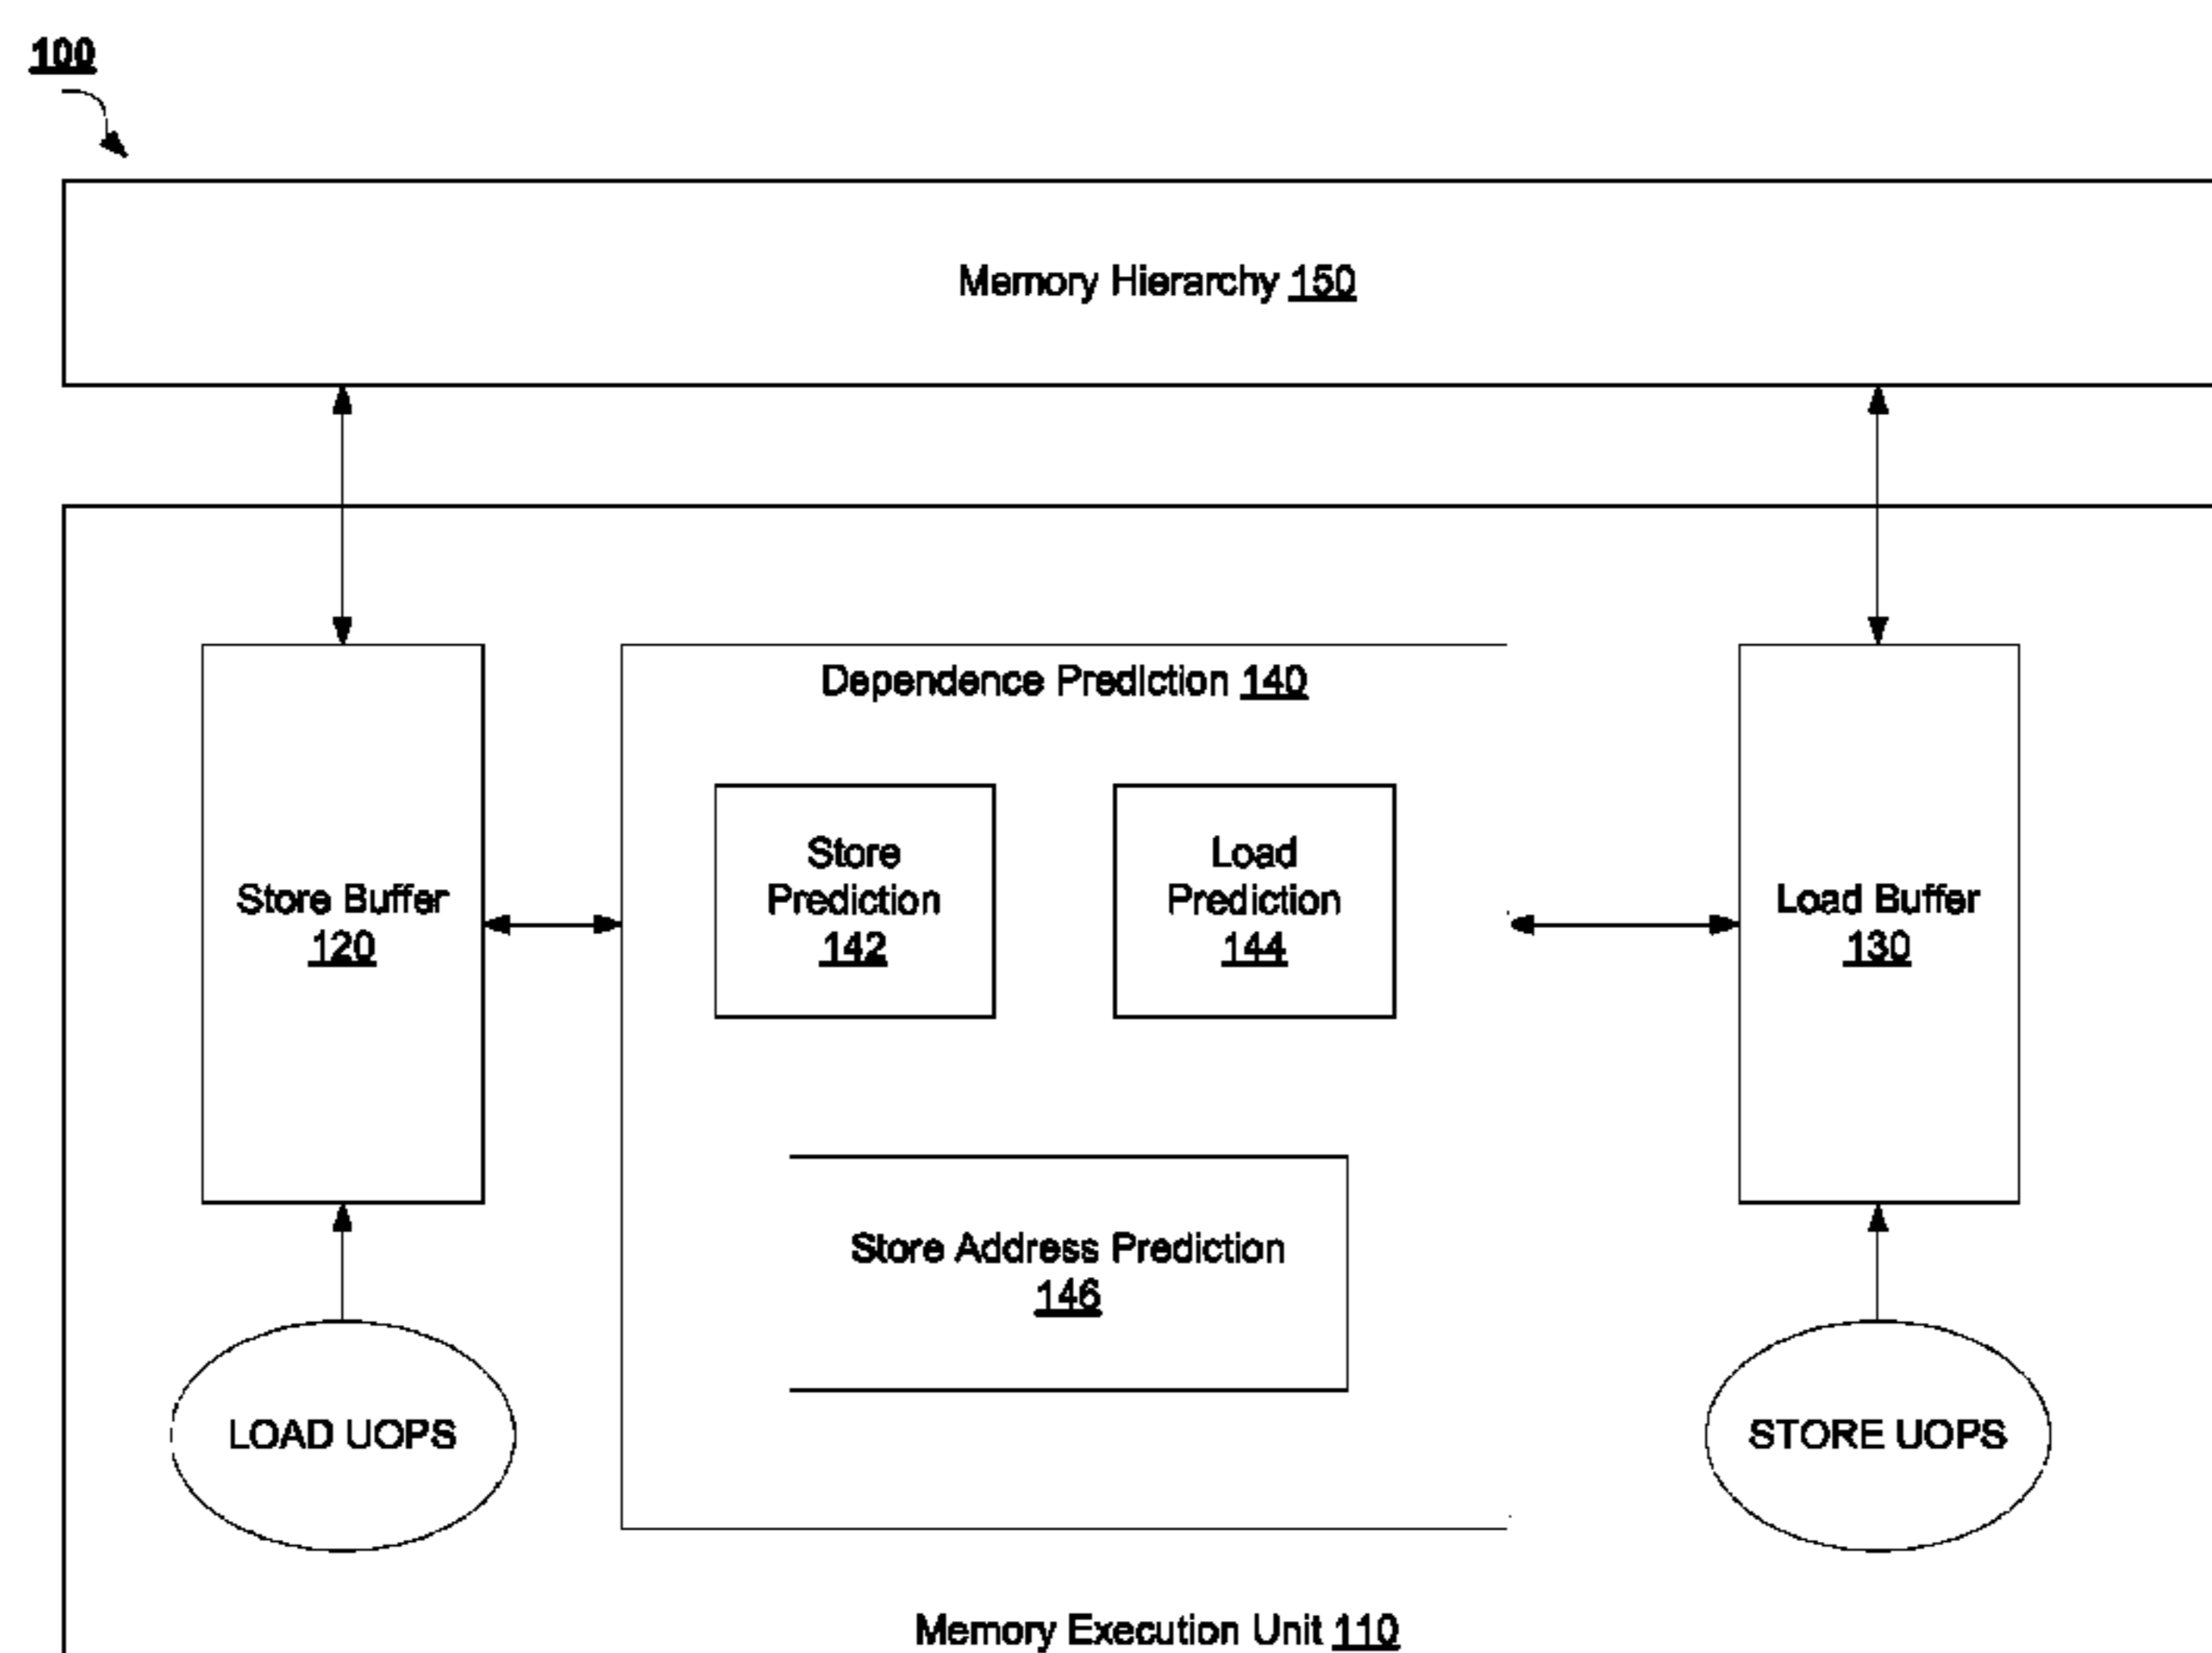 100
Memory Hierarchy 150
Dependence Prediction 140
Store
Prediction
142
Load
Prediction
144
Store Buffer
120
Load Buffer
130
Store Address Prediction
146
LOAD UOPS
STORE UOPS
Memory Execution Unit 110